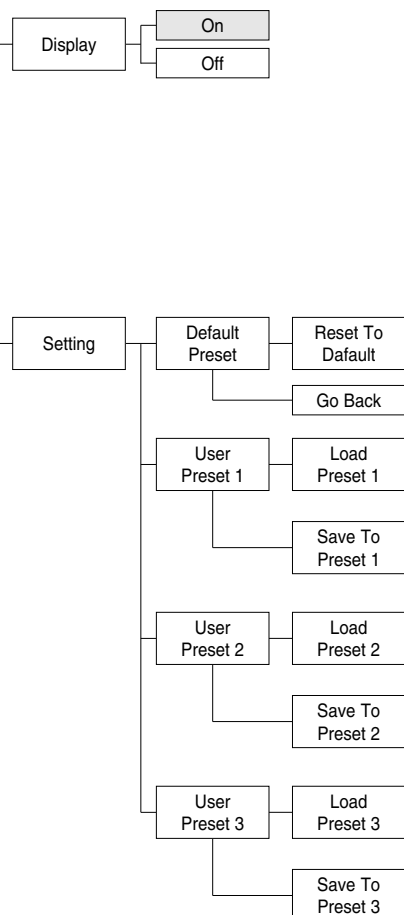 Display
On
Off
Setting
Default
Preset
Reset To
Dafault
Go Back
User
Preset 1
Load
Preset 1
Save To
Preset 1
User
Preset 2
Load
Preset 2
Save To
Preset 2
User
Preset 3
Load
Preset 3
Save To
Preset 3